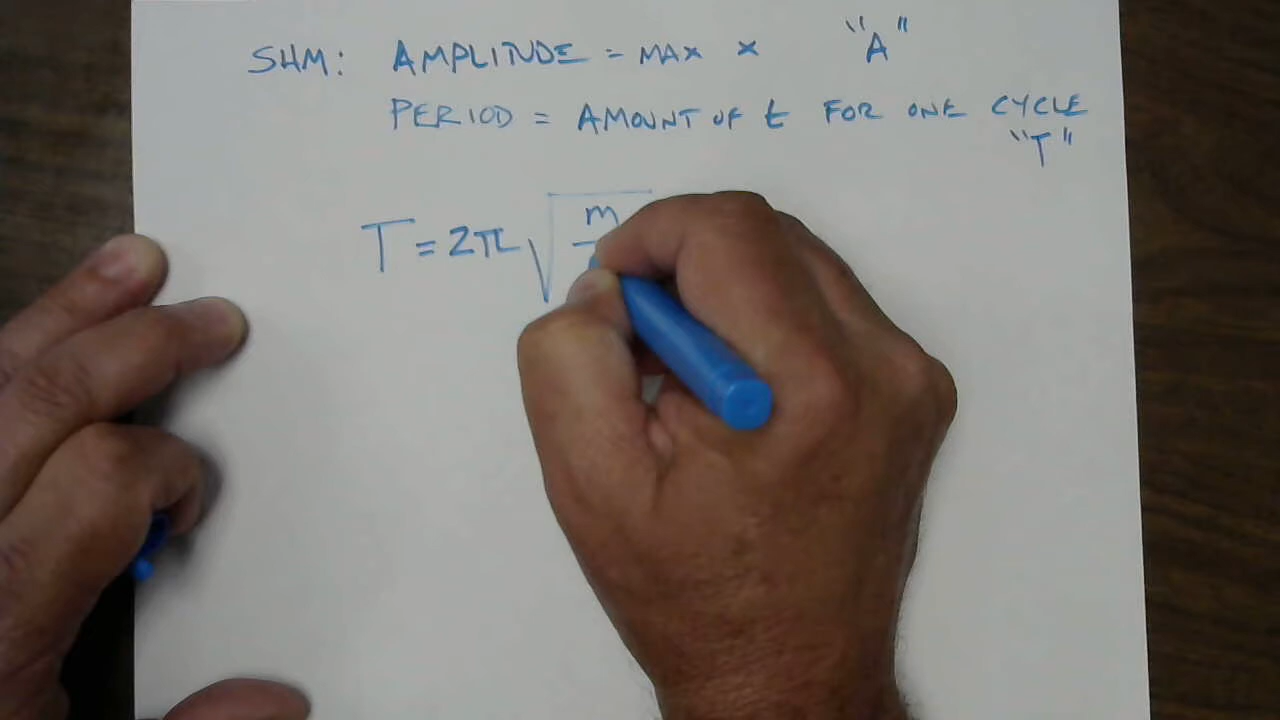 SHM: AMPLITUDE = MAX x "A"
PERIOD = AMOUNT OF t FOR ONE CYCLE
"T"
T = 2π√m